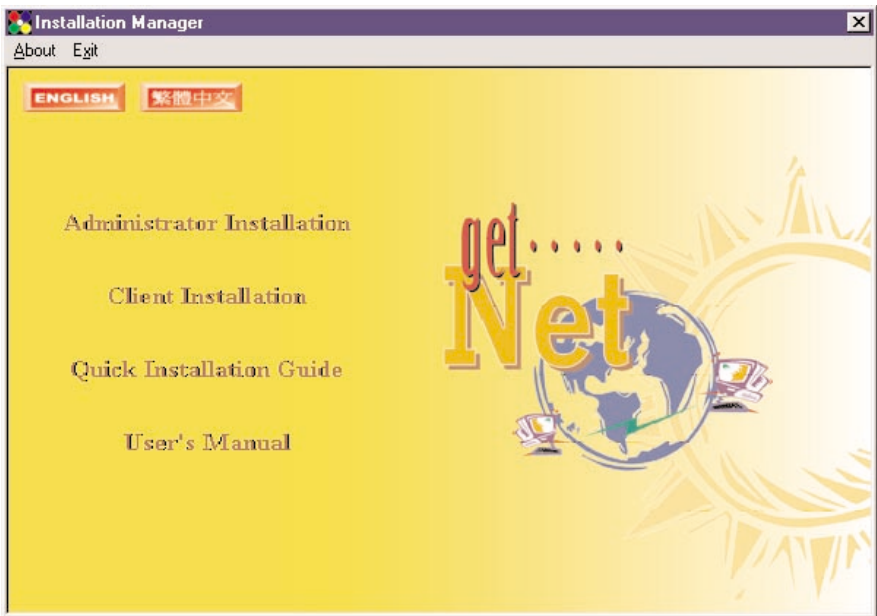 Installation Manager
About Exit
ENGLISH 繁體中文
Administrator Installation
Client Installation
Quick Installation Guide
User's Manual
get.....
Net